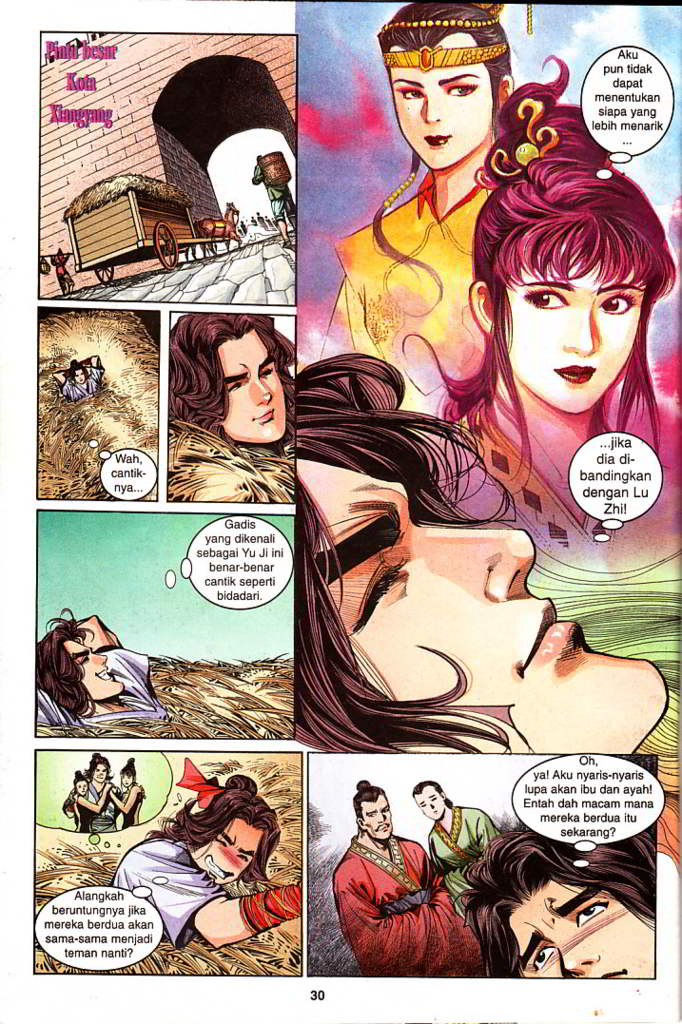 Pintu besar
Kota
Xiangyang
Wah,
cantik-
nya...
Gadis
yang dikenali
sebagai Yu Ji ini
benar-benar
cantik seperti
bidadari.
Aku
pun tidak
dapat
menentukan
siapa yang
lebih menarik
...
...jika
dia di-
bandingkan
dengan Lu
Zhi!
Alangkah
beruntungnya jika
mereka berdua akan
sama-sama menjadi
teman nanti?
Oh,
ya! Aku nyaris-nyaris
lupa akan ibu dan ayah!
Entah dah macam mana
mereka berdua itu
sekarang?
30